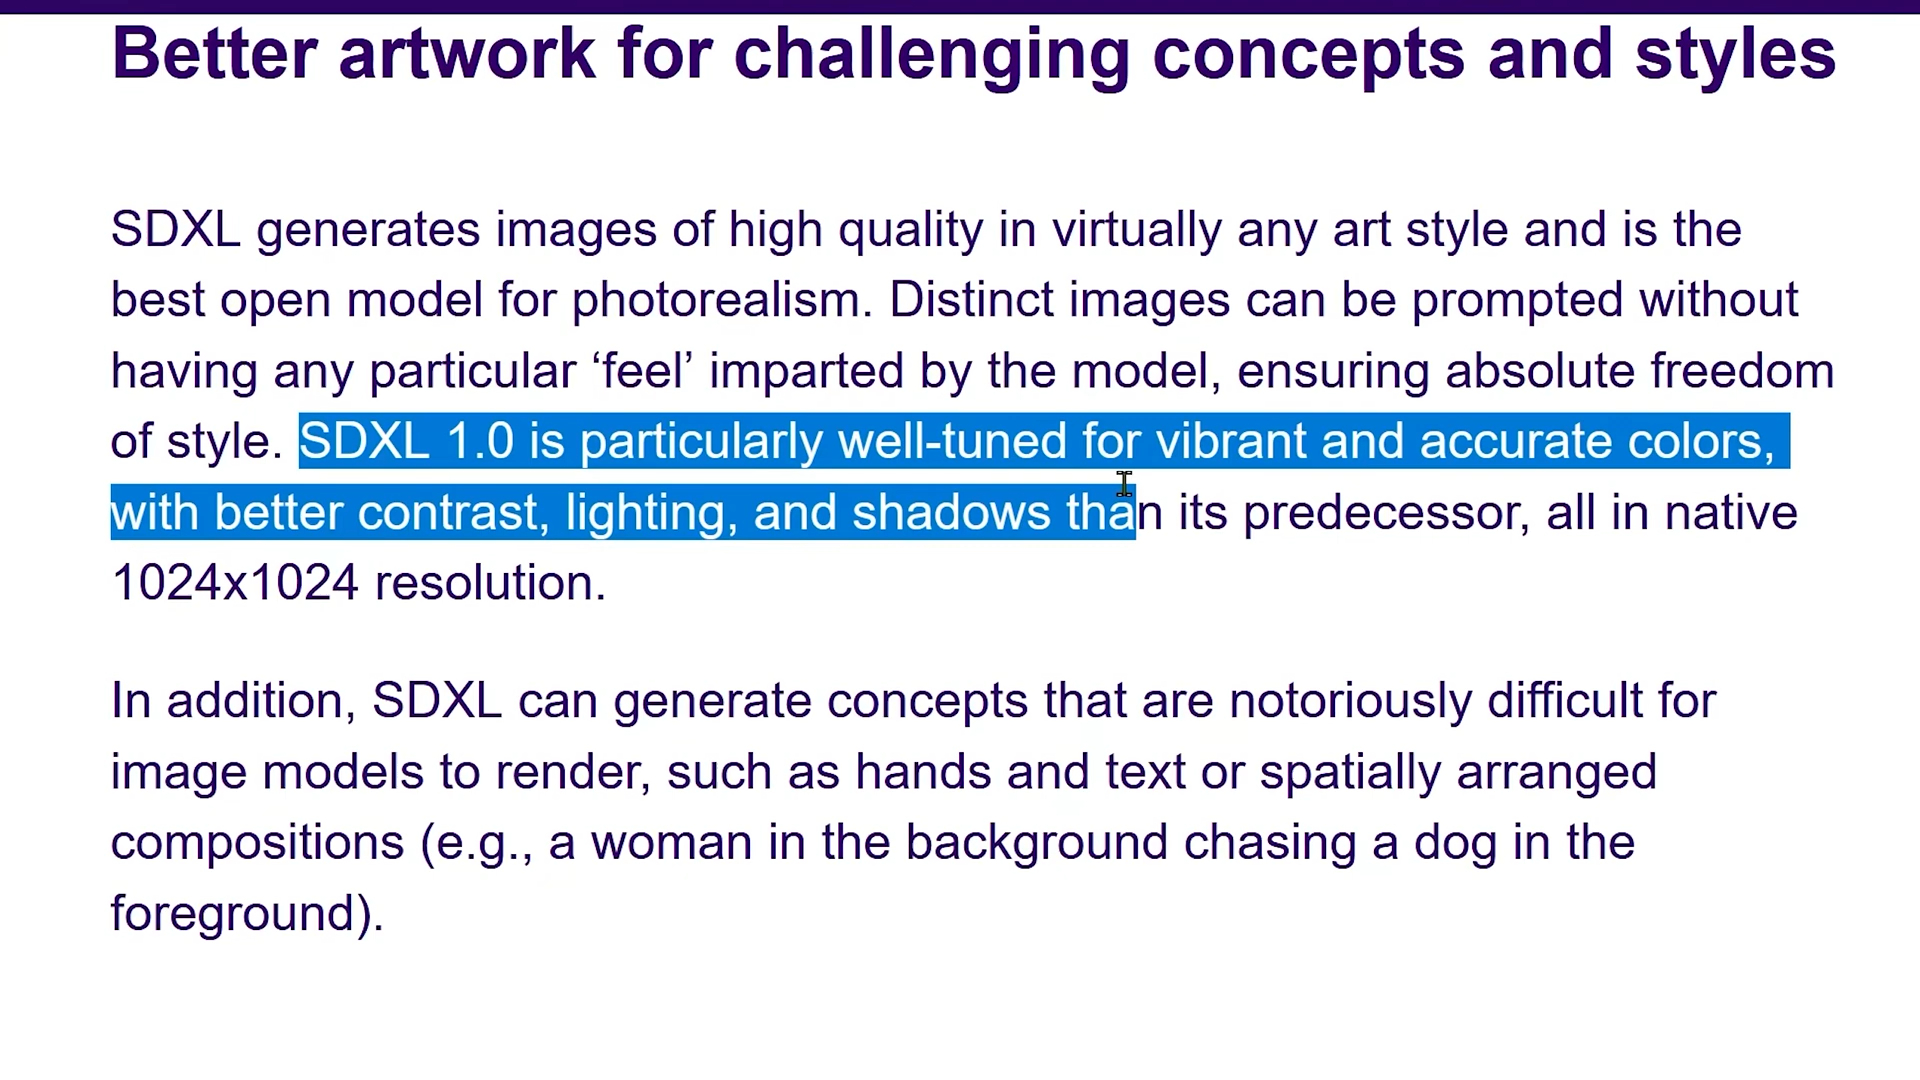 Better artwork for challenging concepts and styles
SDXL generates images of high quality in virtually any art style and is the
best open model for photorealism. Distinct images can be prompted without
having any particular ‘feel’ imparted by the model, ensuring absolute freedom
of style. SDXL 1.0 is particularly well-tuned for vibrant and accurate colors,
with better contrast, lighting, and shadows than its predecessor, all in native
1024x1024 resolution.
In addition, SDXL can generate concepts that are notoriously difficult for
image models to render, such as hands and text or spatially arranged
compositions (e.g., a woman in the background chasing a dog in the
foreground).